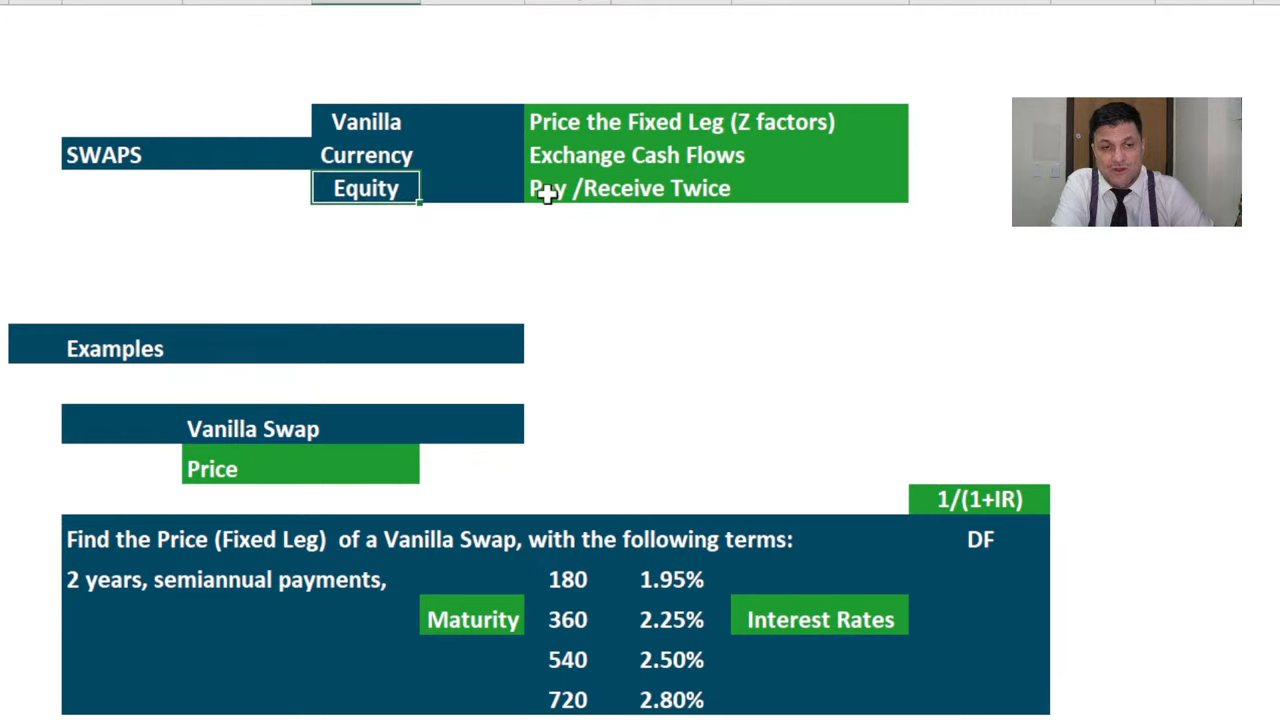 Vanilla Price the Fixed Leg (Z factors)
SWAPS Currency Exchange Cash Flows
Equity Pay /Receive Twice
Examples
Vanilla Swap
Price
1/(1+IR)
Find the Price (Fixed Leg) of a Vanilla Swap, with the following terms: DF
2 years, semiannual payments, 180 1.95%
Maturity 360 2.25% Interest Rates
540 2.50%
720 2.80%